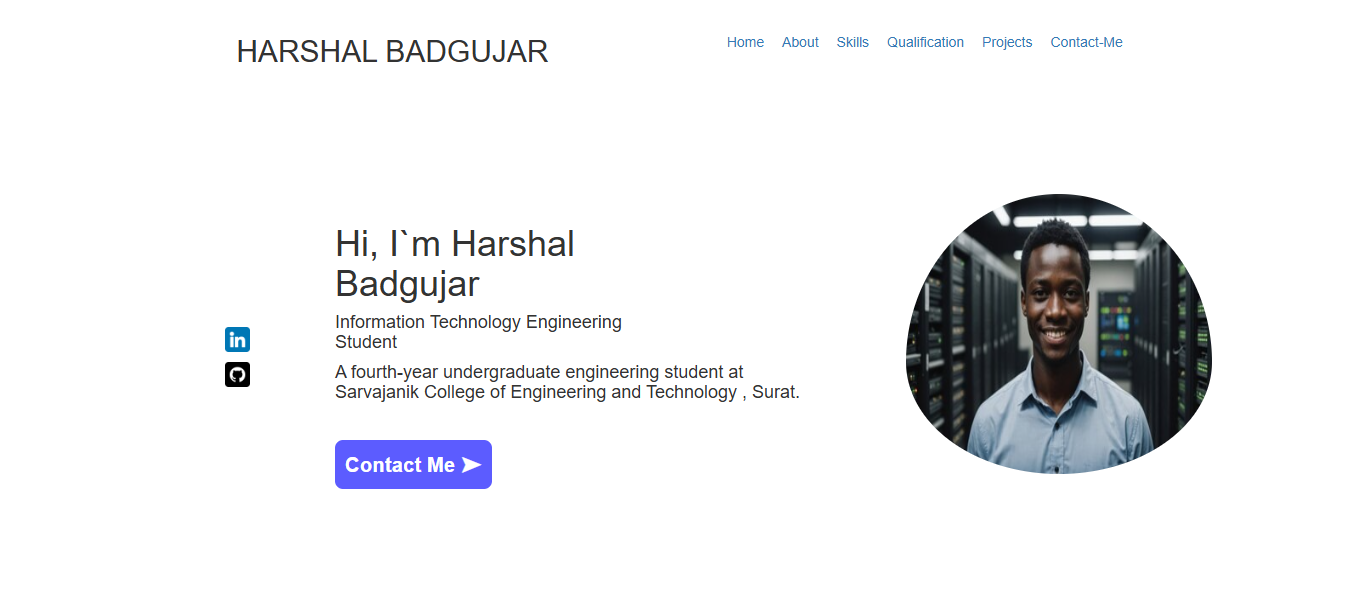 HARSHAL BADGUJAR
Home About Skills Qualification Projects Contact-Me
Hi, I`m Harshal
Badgujar
Information Technology Engineering
Student
in
A fourth-year undergraduate engineering student at
Sarvajanik College of Engineering and Technology , Surat.
Contact Me ➤